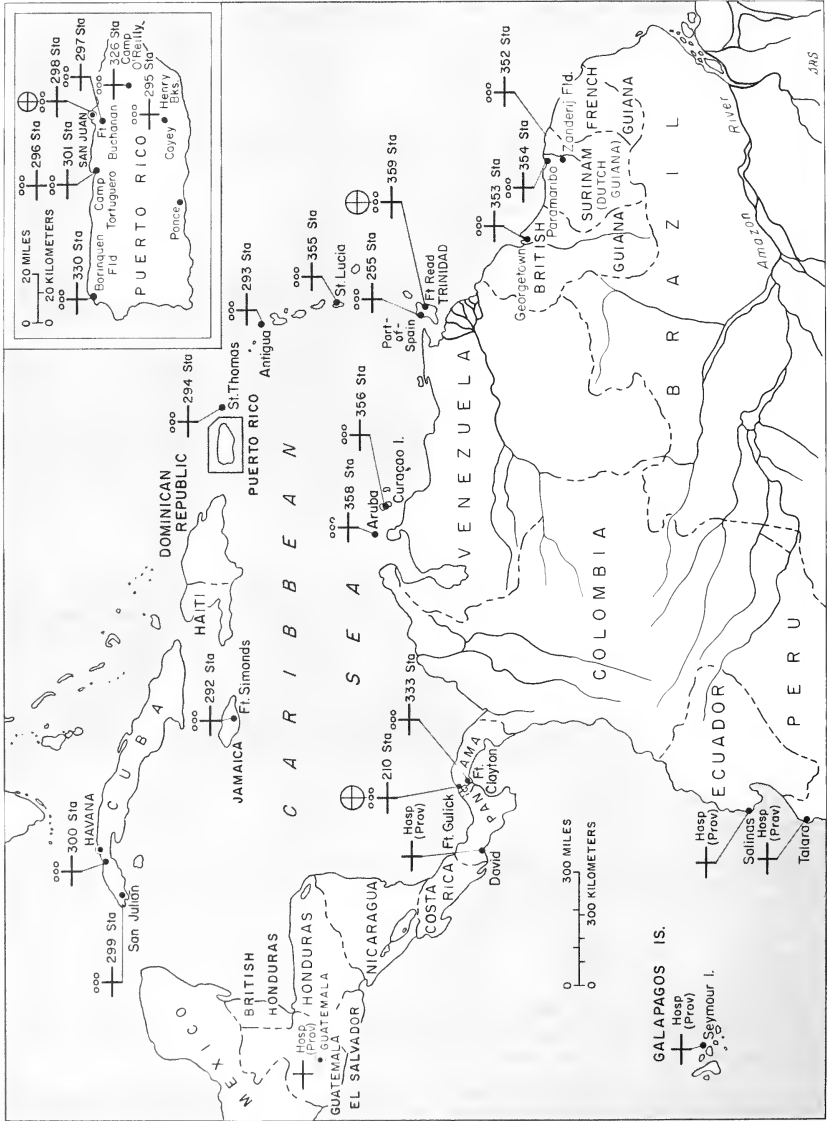 0 20 MILES
0 20 KILOMETERS
330 Sta
Borinquen
Fld
296 Sta
301 Sta
SAN JUAN
298 Sta
297 Sta
326 Sta
Camp
O'Reilly
295 Sta
Henry
Bks.
Cayey
Ft
Buchanan
Camp
Tortuguero
PUERTO RICO
Ponce
299 Sta
San Julian
300 Sta
HAVANA
CUBA
292 Sta
Ft. Simonds
JAMAICA
HAITI
DOMINICAN
REPUBLIC
PUERTO RICO
294 Sta
St. Thomas
293 Sta
Antigua
355 Sta
St. Lucia
255 Sta
359 Sta
Port-
of-
Spain
Ft Read
TRINIDAD
CARIBBEAN
SEA
358 Sta
Aruba
356 Sta
Curaçao I.
MEXICO
BRITISH
HONDURAS
HONDURAS
Hosp
(Prov)
GUATEMALA
GUATEMALA
EL SALVADOR
NICARAGUA
COSTA
RICA
Hosp
(Prov)
David
210 Sta
Ft. Gulick
333 Sta
Ft.
Clayton
PANAMA
VENEZUELA
COLOMBIA
353 Sta
Georgetown
BRITISH
GUIANA
354 Sta
Paramaribo
352 Sta
Zanderij Fld.
SURINAM
(DUTCH
GUIANA)
FRENCH
GUIANA
BRAZIL
Amazon
River
ECUADOR
Hosp
(Prov)
Salinas
Hosp
(Prov)
Talara
PERU
0 300 MILES
0 300 KILOMETERS
GALAPAGOS IS.
Hosp
(Prov)
Seymour I.